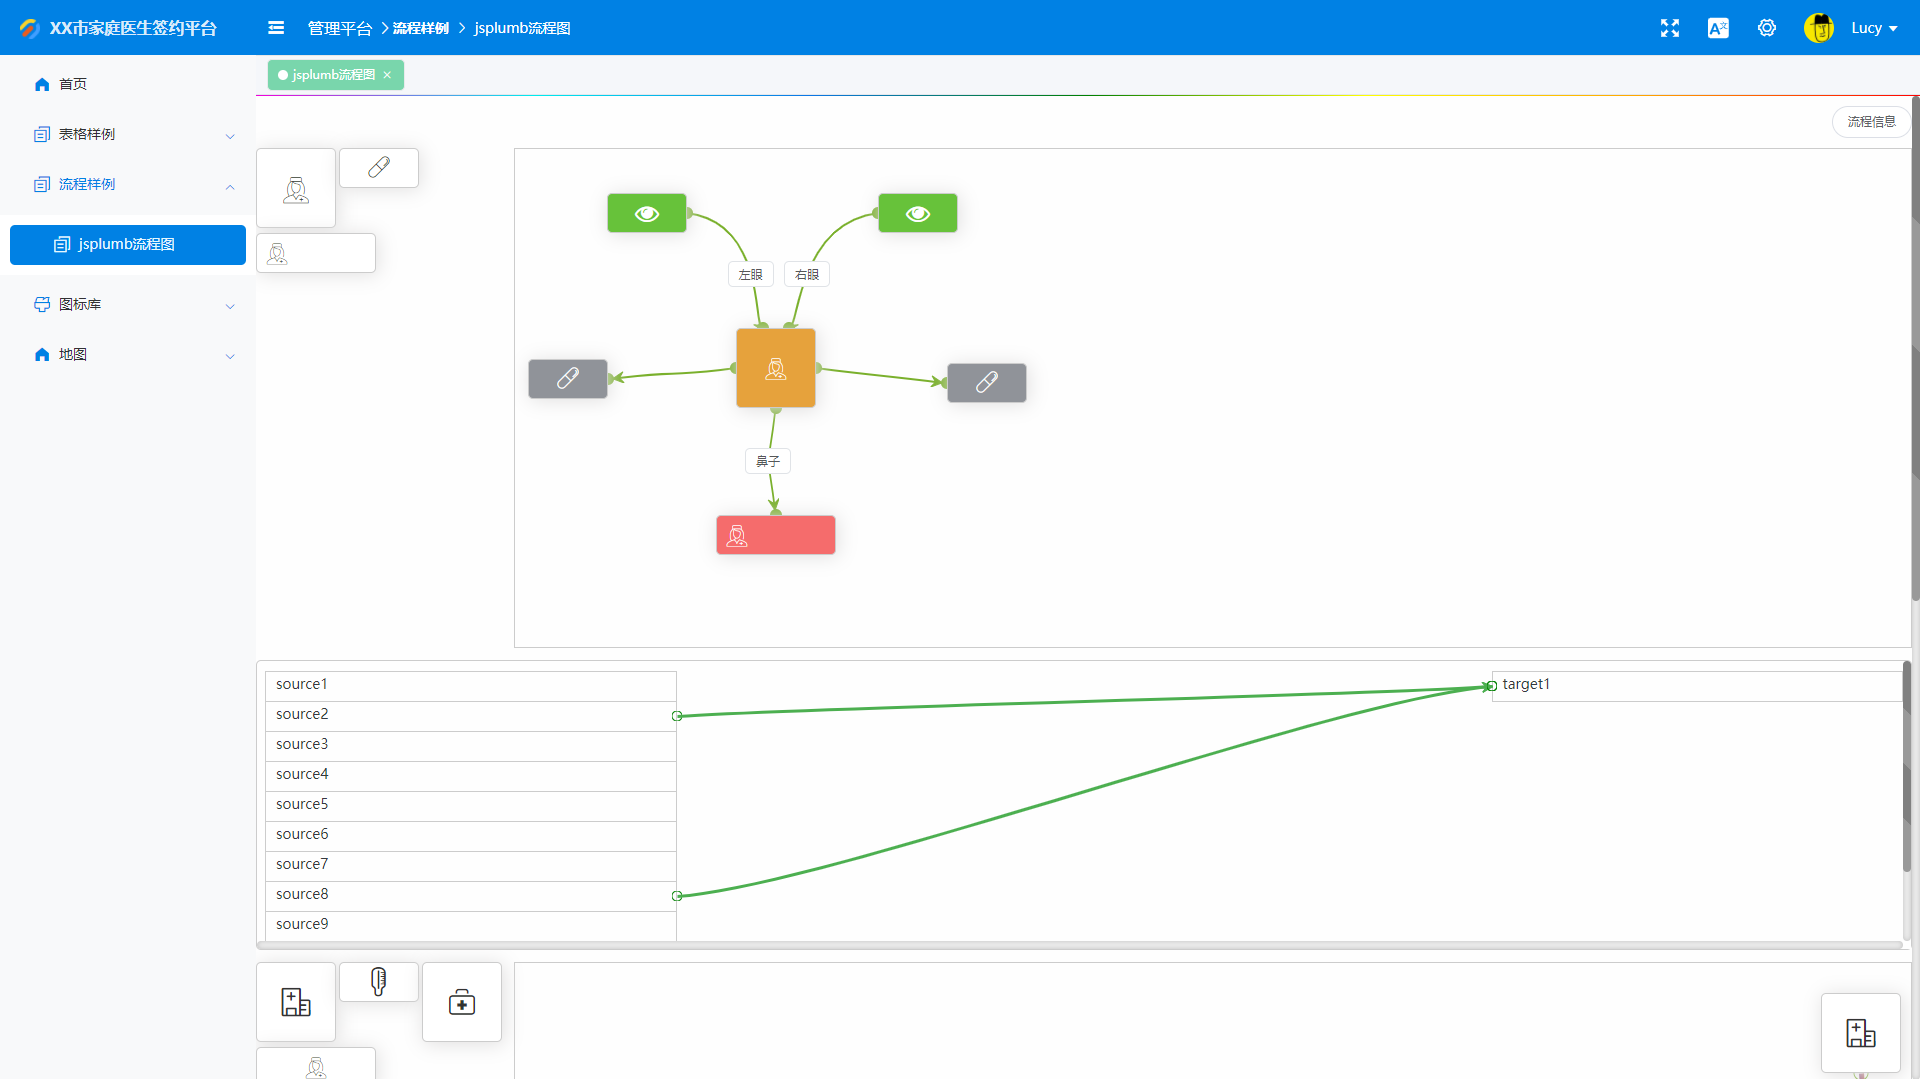 XX市家庭医生签约平台
管理平台 > 流程样例 > jsplumb流程图
Lucy
jsplumb流程图 ×
首页
表格样例
流程样例
jsplumb流程图
图标库
地图
流程信息
左眼
右眼
鼻子
source1
source2
source3
source4
source5
source6
source7
source8
source9
target1